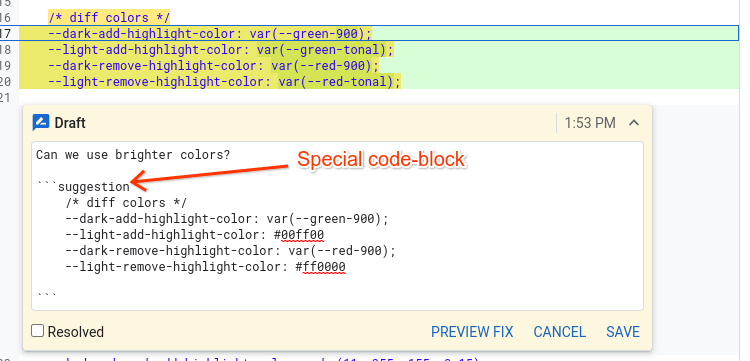 15
16 /* diff colors */
17 --dark-add-highlight-color: var(--green-900);
18 --light-add-highlight-color: var(--green-tonal);
19 --dark-remove-highlight-color: var(--red-900);
20 --light-remove-highlight-color: var(--red-tonal);
21
Draft 1:53 PM
Can we use brighter colors?
Special code-block
```suggestion
/* diff colors */
--dark-add-highlight-color: var(--green-900);
--light-add-highlight-color: #00ff00
--dark-remove-highlight-color: var(--red-900);
--light-remove-highlight-color: #ff0000
```
Resolved PREVIEW FIX CANCEL SAVE